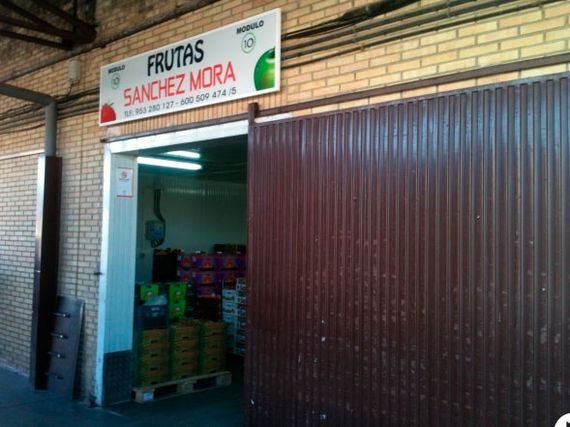 MODULO
10
FRUTAS
MODULO
10
SANCHEZ MORA
TLF: 953 280 127 - 600 509 474 /5